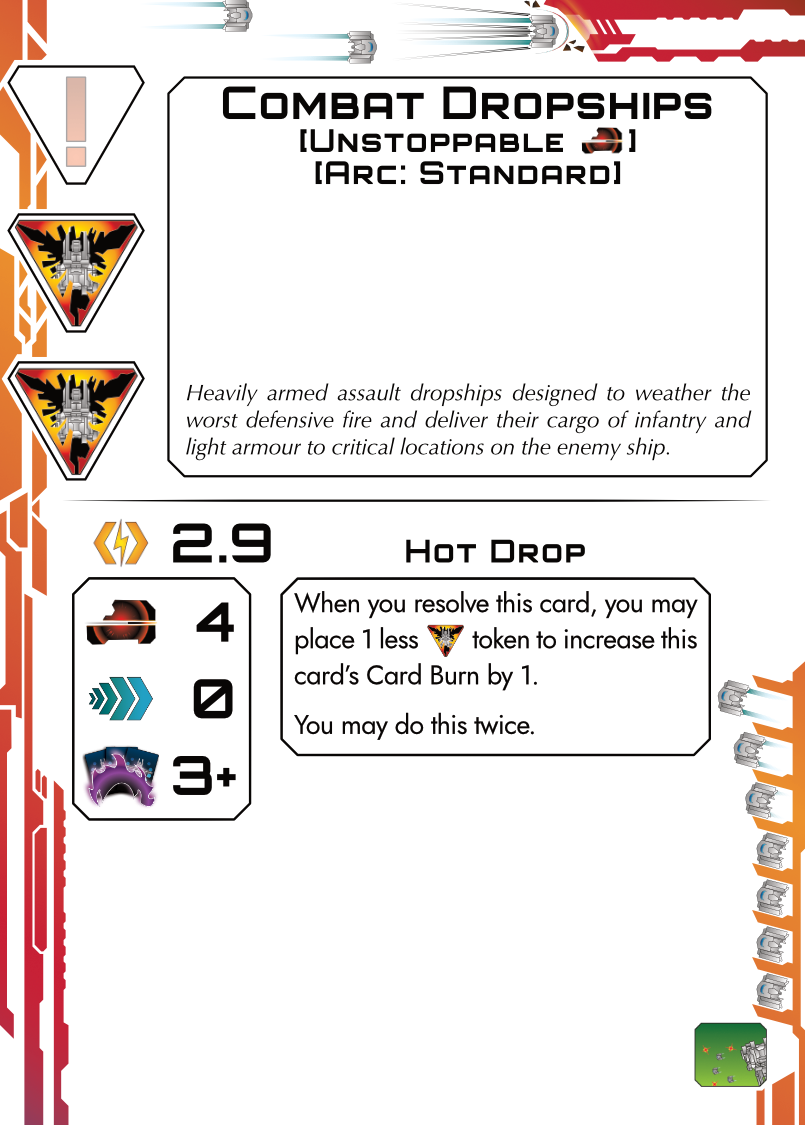 Combat Dropships
[Unstoppable ]
[Arc: Standard]
Heavily armed assault dropships designed to weather the
worst defensive fire and deliver their cargo of infantry and
light armour to critical locations on the enemy ship.
2.9
Hot Drop
4
0
3+
When you resolve this card, you may
place 1 less token to increase this
card's Card Burn by 1.
You may do this twice.